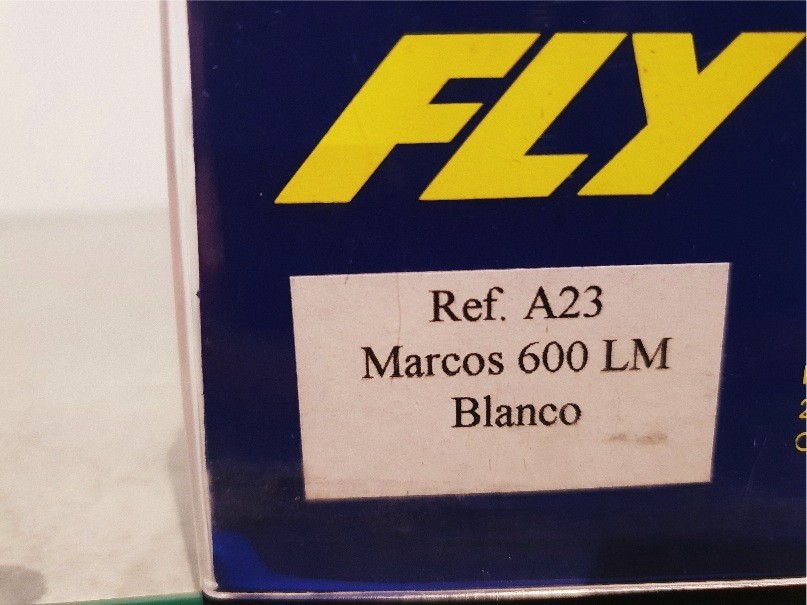 FLY
Ref. A23
Marcos 600 LM
Blanco